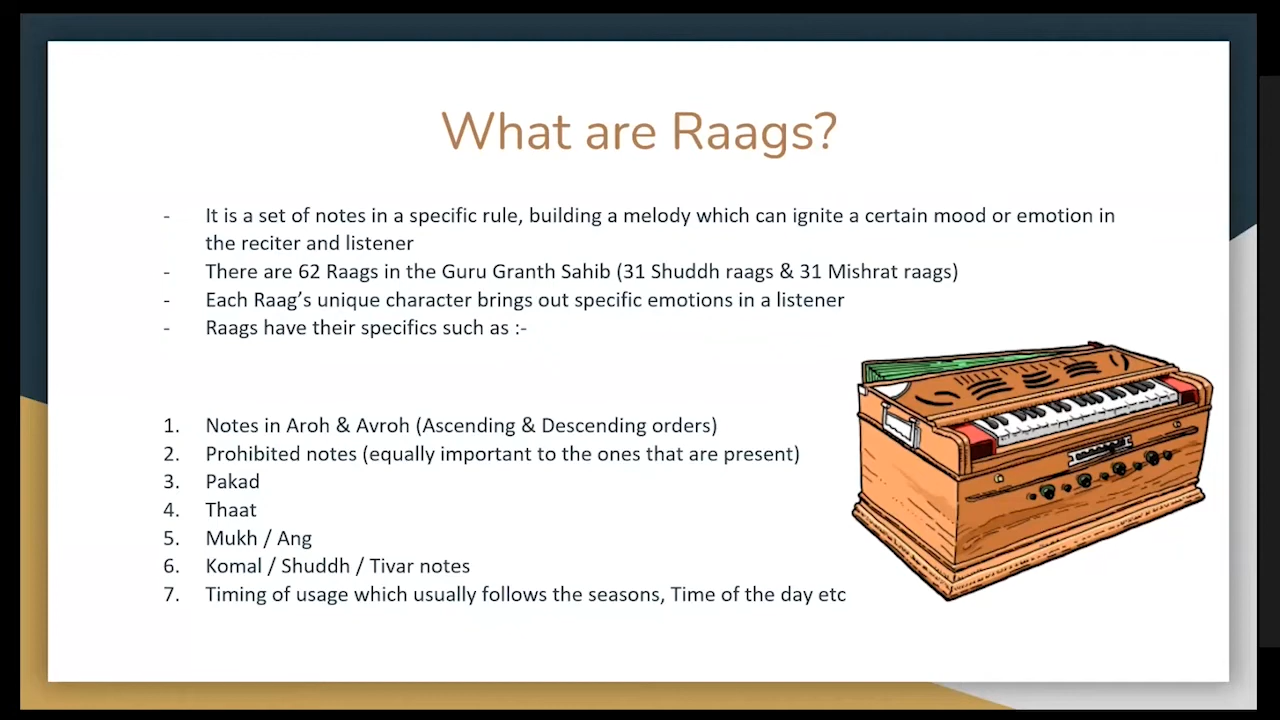 What are Raags?
- It is a set of notes in a specific rule, building a melody which can ignite a certain mood or emotion in
the reciter and listener
- There are 62 Raags in the Guru Granth Sahib (31 Shuddh raags & 31 Mishrat raags)
- Each Raag's unique character brings out specific emotions in a listener
- Raags have their specifics such as :-
1. Notes in Aroh & Avroh (Ascending & Descending orders)
2. Prohibited notes (equally important to the ones that are present)
3. Pakad
4. Thaat
5. Mukh / Ang
6. Komal / Shuddh / Tivar notes
7. Timing of usage which usually follows the seasons, Time of the day etc